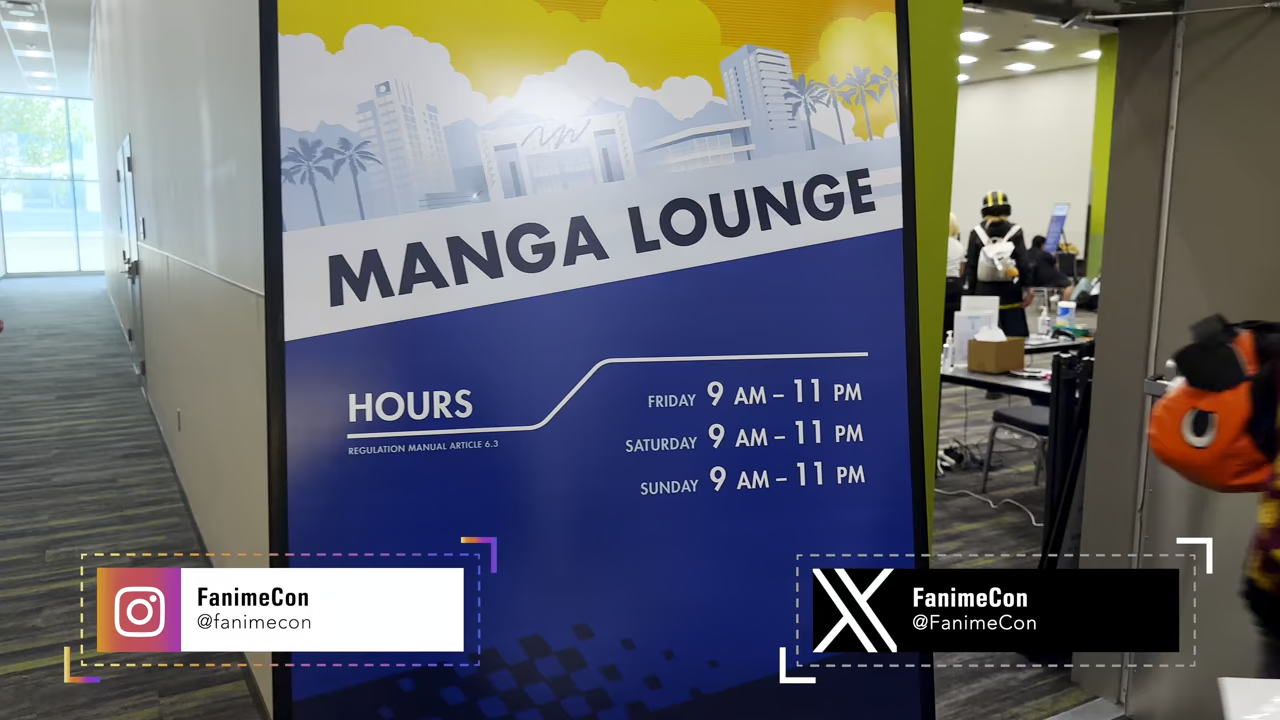 MANGA LOUNGE
HOURS
REGULATION MANUAL ARTICLE 6.3
FRIDAY 9 AM – 11 PM
SATURDAY 9 AM – 11 PM
SUNDAY 9 AM – 11 PM
FanimeCon
@fanimecon
FanimeCon
@FanimeCon